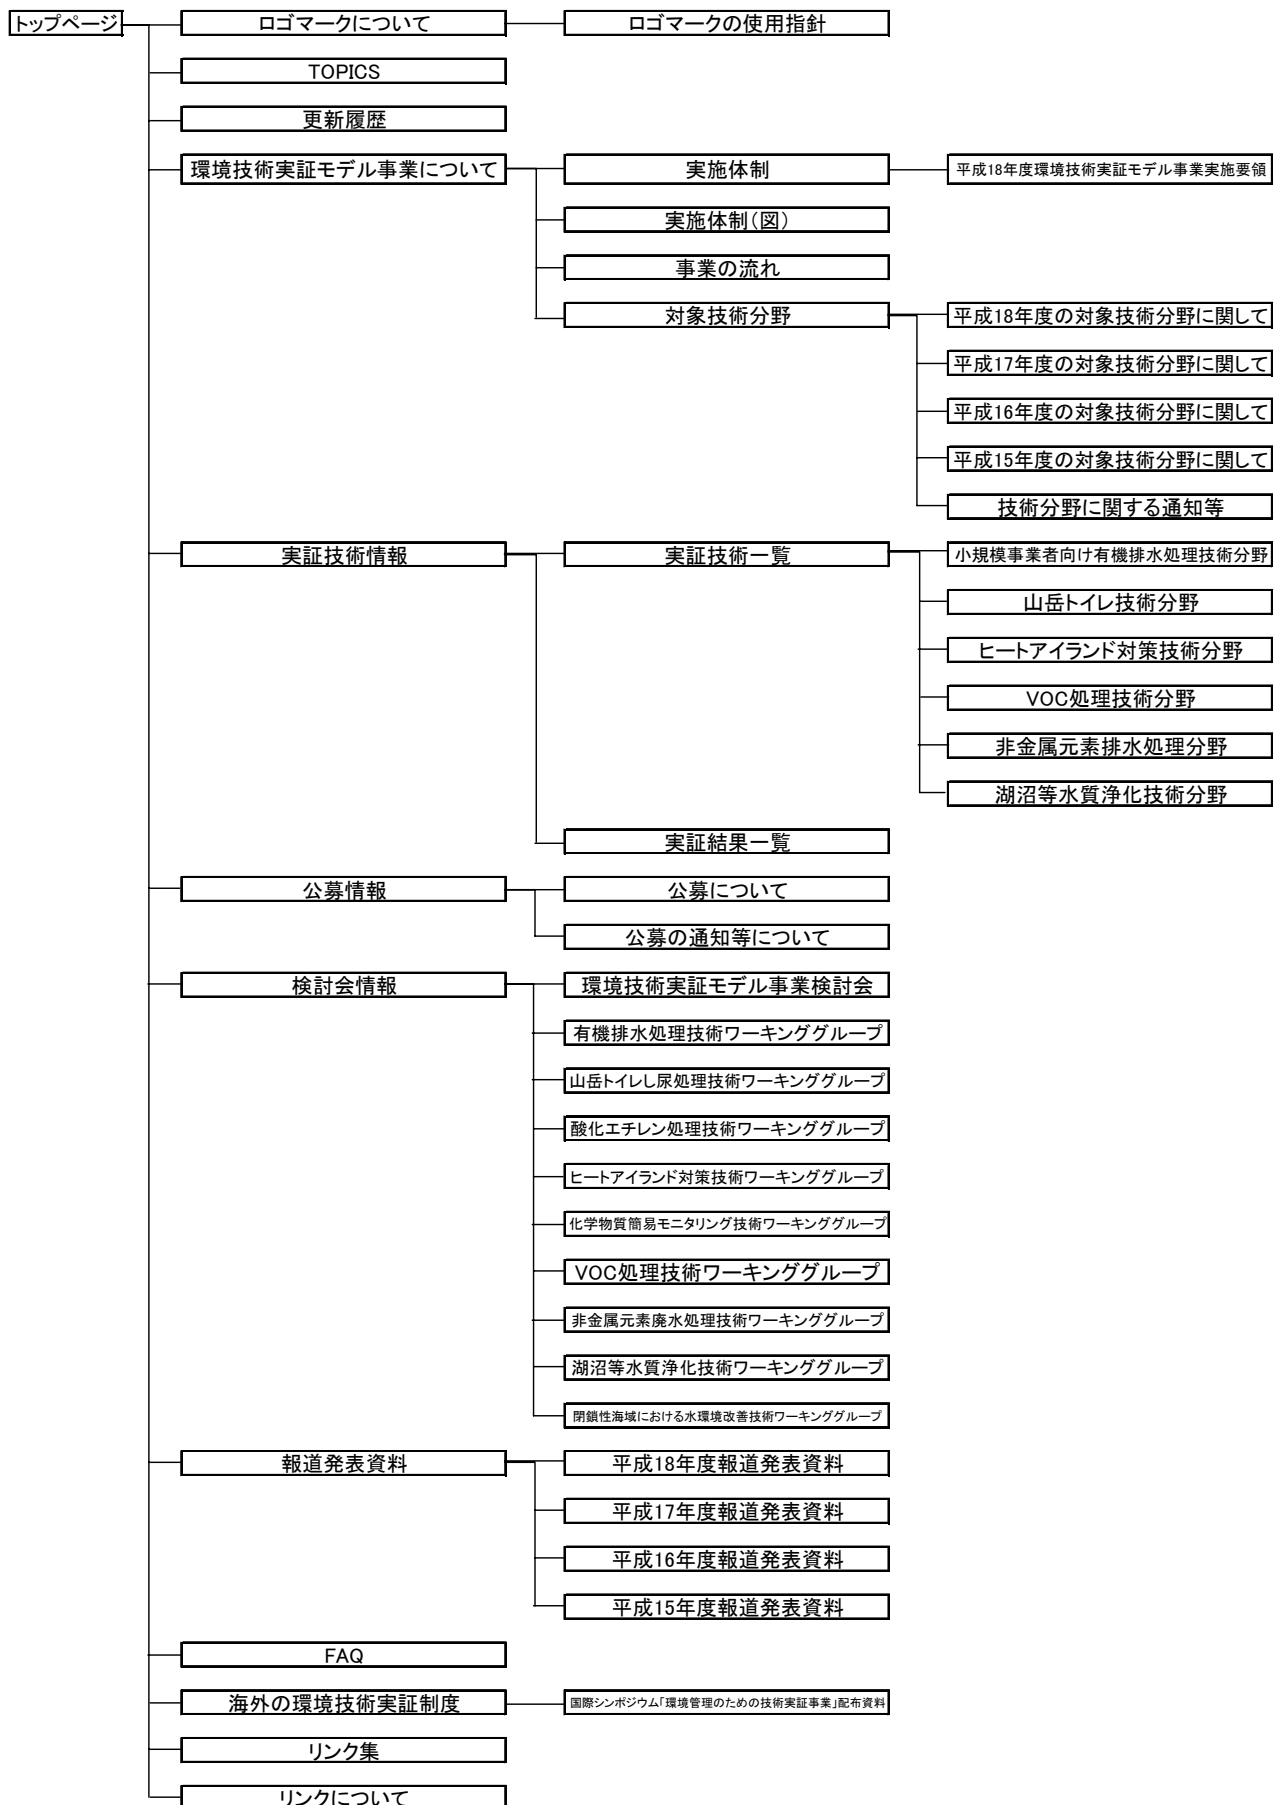 トップページ
ロゴマークについて
ロゴマークの使用指針
TOPICS
更新履歴
環境技術実証モデル事業について
実施体制
平成18年度環境技術実証モデル事業実施要領
実施体制(図)
事業の流れ
対象技術分野
平成18年度の対象技術分野に関して
平成17年度の対象技術分野に関して
平成16年度の対象技術分野に関して
平成15年度の対象技術分野に関して
技術分野に関する通知等
実証技術情報
実証技術一覧
小規模事業者向け有機排水処理技術分野
山岳トイレ技術分野
ヒートアイランド対策技術分野
VOC処理技術分野
非金属元素排水処理分野
湖沼等水質浄化技術分野
実証結果一覧
公募情報
公募について
公募の通知等について
検討会情報
環境技術実証モデル事業検討会
有機排水処理技術ワーキンググループ
山岳トイレし尿処理技術ワーキンググループ
酸化エチレン処理技術ワーキンググループ
ヒートアイランド対策技術ワーキンググループ
化学物質簡易モニタリング技術ワーキンググループ
VOC処理技術ワーキンググループ
非金属元素廃水処理技術ワーキンググループ
湖沼等水質浄化技術ワーキンググループ
閉鎖性海域における水環境改善技術ワーキンググループ
報道発表資料
平成18年度報道発表資料
平成17年度報道発表資料
平成16年度報道発表資料
平成15年度報道発表資料
FAQ
海外の環境技術実証制度
国際シンポジウム「環境管理のための技術実証事業」配布資料
リンク集
リンクについて